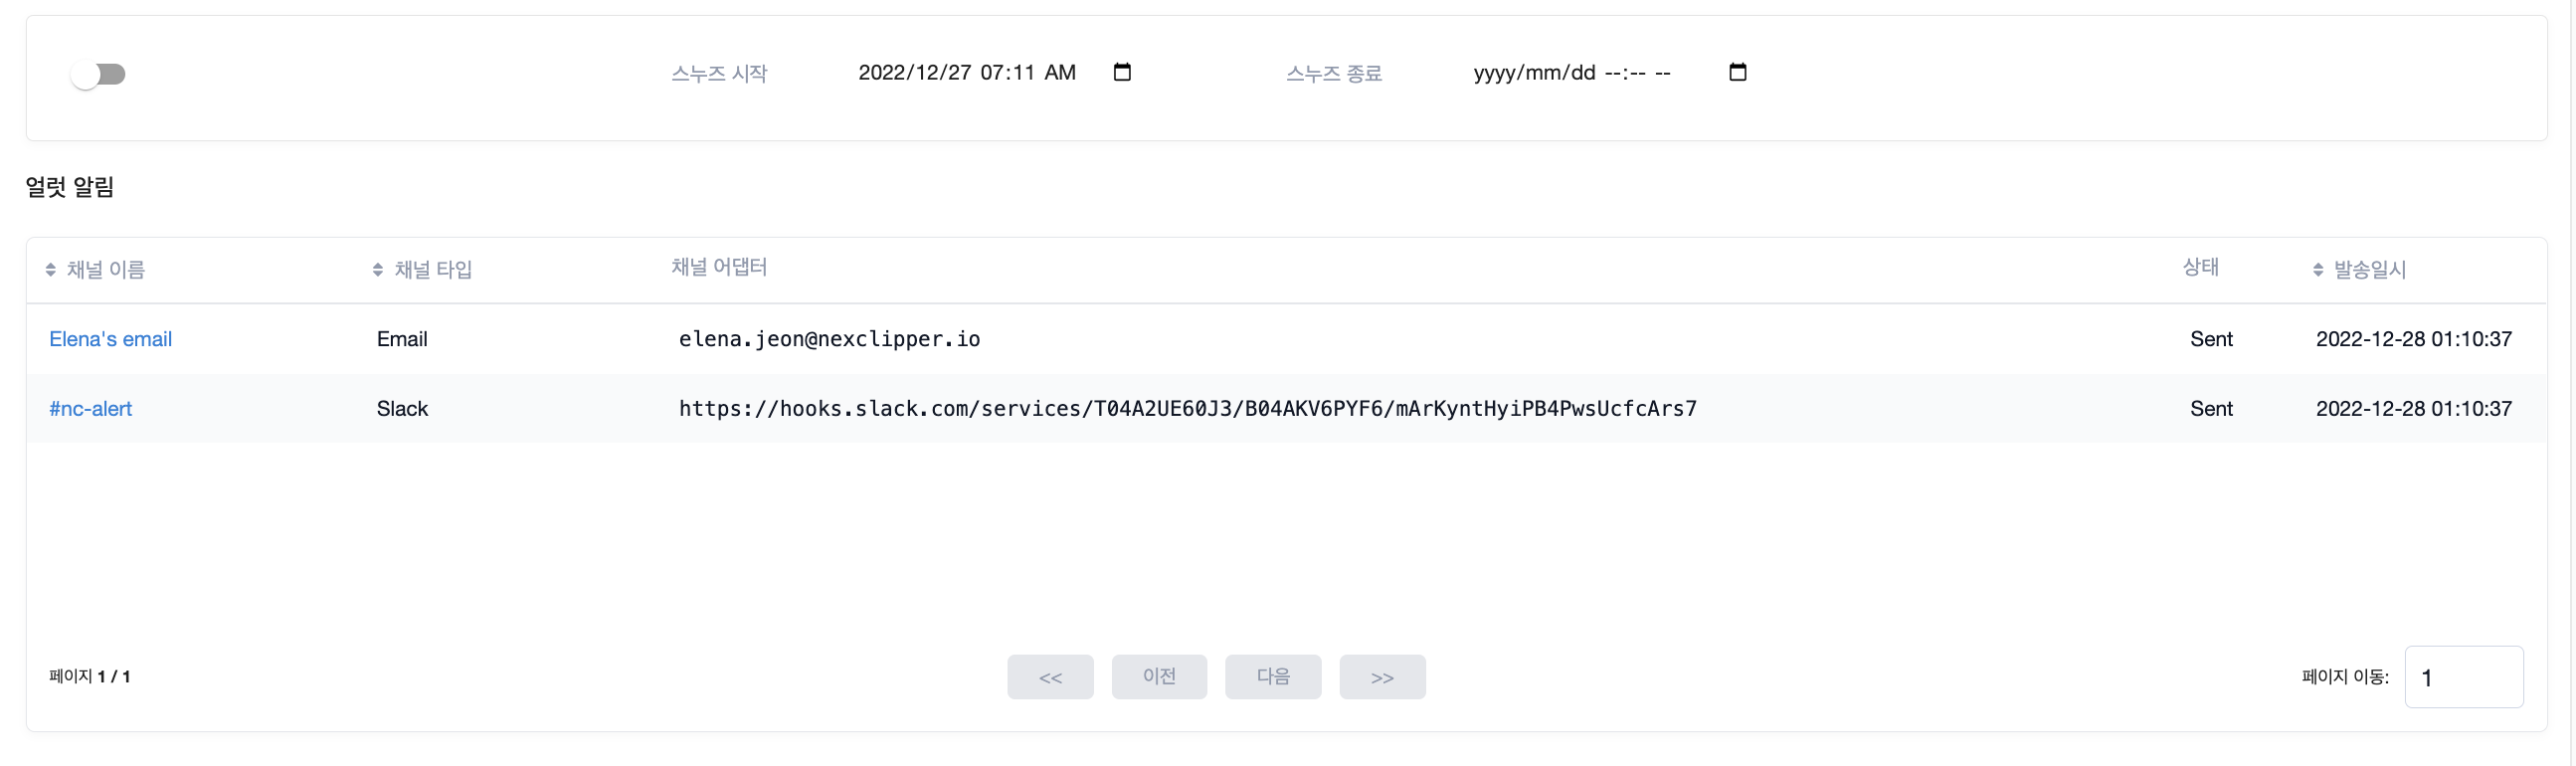 스누즈 시작 2022/12/27 07:11 AM 스누즈 종료 yyyy/mm/dd --:-- --
얼럿 알림
채널 이름 채널 타입 채널 어댑터 상태 발송일시
Elena's email Email elena.jeon@nexclipper.io Sent 2022-12-28 01:10:37
#nc-alert Slack https://hooks.slack.com/services/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 Sent 2022-12-28 01:10:37
페이지 1 / 1 << 이전 다음 >> 페이지 이동: 1